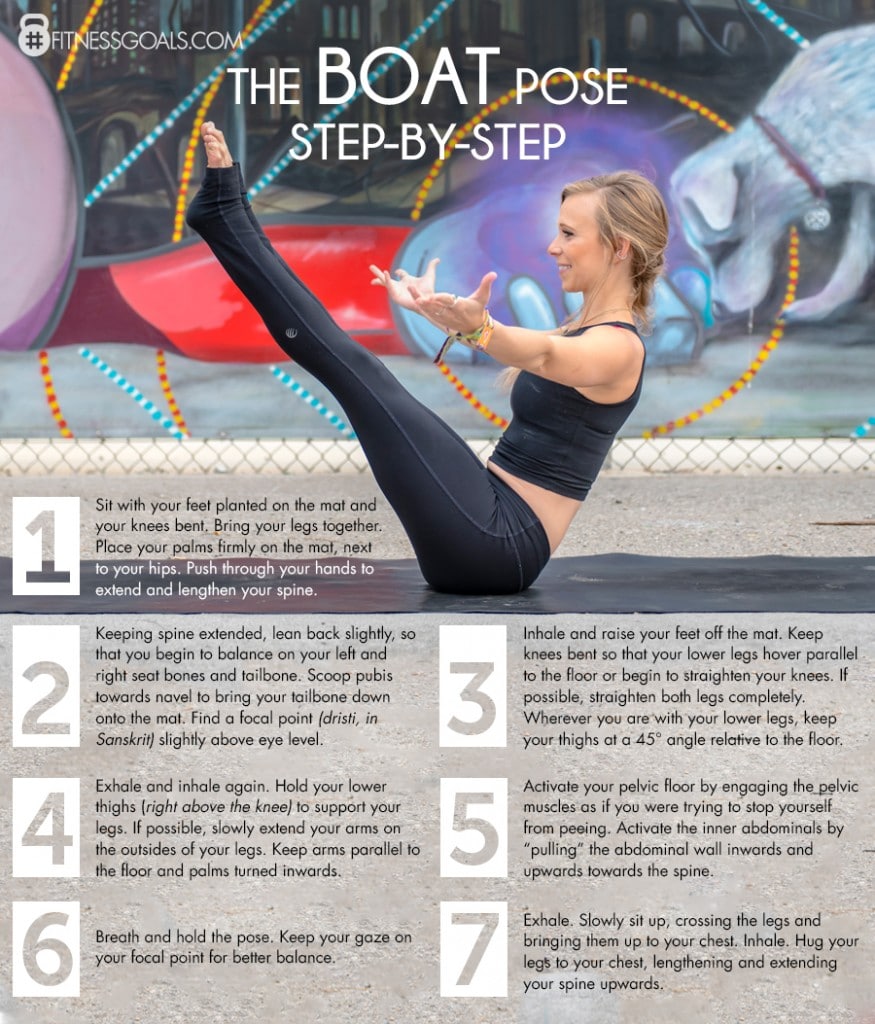 #FITNESSGOALS.COM
THE BOAT POSE
STEP-BY-STEP
1
Sit with your feet planted on the mat and
your knees bent. Bring your legs together.
Place your palms firmly on the mat, next
to your hips. Push through your hands to
extend and lengthen your spine.
2
Keeping spine extended, lean back slightly, so
that you begin to balance on your left and
right seat bones and tailbone. Scoop pubis
towards navel to bring your tailbone down
onto the mat. Find a focal point (dristi, in
Sanskrit) slightly above eye level.
3
Inhale and raise your feet off the mat. Keep
knees bent so that your lower legs hover parallel
to the floor or begin to straighten your knees. If
possible, straighten both legs completely.
Wherever you are with your lower legs, keep
your thighs at a 45° angle relative to the floor.
4
Exhale and inhale again. Hold your lower
thighs (right above the knee) to support your
legs. If possible, slowly extend your arms on
the outsides of your legs. Keep arms parallel to
the floor and palms turned inwards.
5
Activate your pelvic floor by engaging the pelvic
muscles as if you were trying to stop yourself
from peeing. Activate the inner abdominals by
“pulling” the abdominal wall inwards and
upwards towards the spine.
6
Breath and hold the pose. Keep your gaze on
your focal point for better balance.
7
Exhale. Slowly sit up, crossing the legs and
bringing them up to your chest. Inhale. Hug your
legs to your chest, lengthening and extending
your spine upwards.